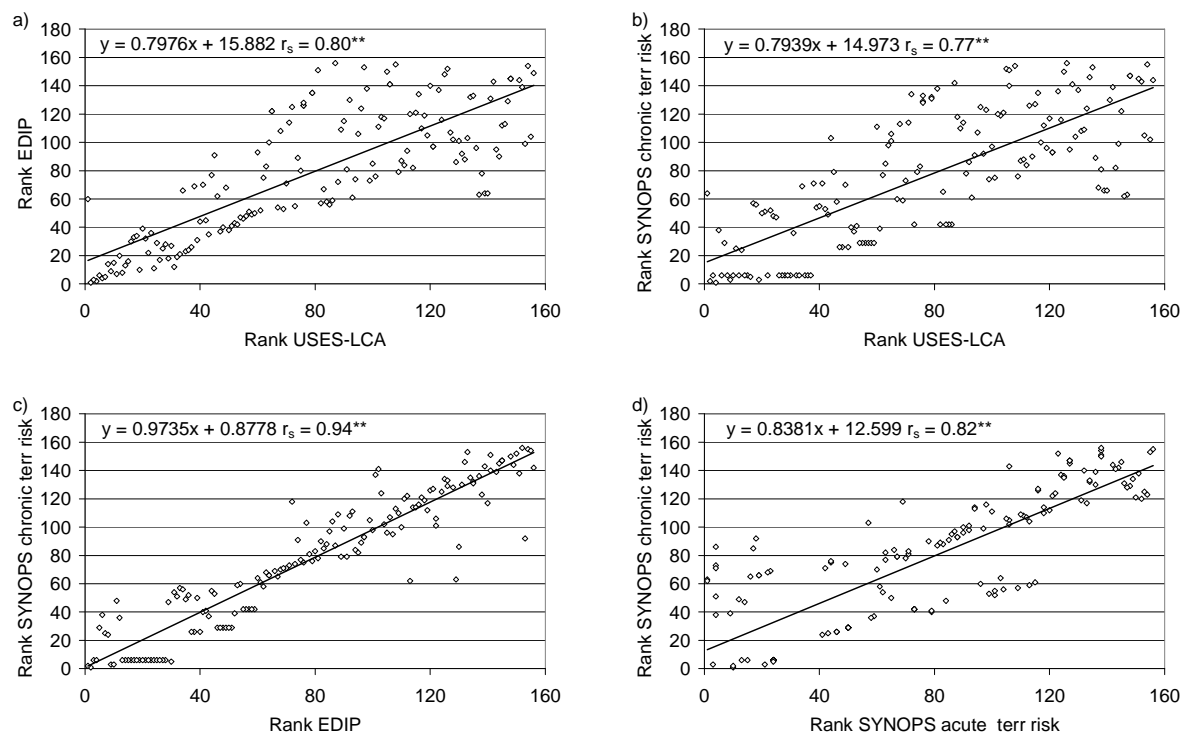 a)
y = 0.7976x + 15.882 rs = 0.80**
Rank EDIP
180
160
140
120
100
80
60
40
20
0
0 40 80 120 160
Rank USES-LCA
b)
y = 0.7939x + 14.973 rs = 0.77**
Rank SYNOPS chronic terr risk
180
160
140
120
100
80
60
40
20
0
0 40 80 120 160
Rank USES-LCA
c)
y = 0.9735x + 0.8778 rs = 0.94**
Rank SYNOPS chronic terr risk
180
160
140
120
100
80
60
40
20
0
0 40 80 120 160
Rank EDIP
d)
y = 0.8381x + 12.599 rs = 0.82**
Rank SYNOPS chronic terr risk
180
160
140
120
100
80
60
40
20
0
0 40 80 120 160
Rank SYNOPS acute terr risk